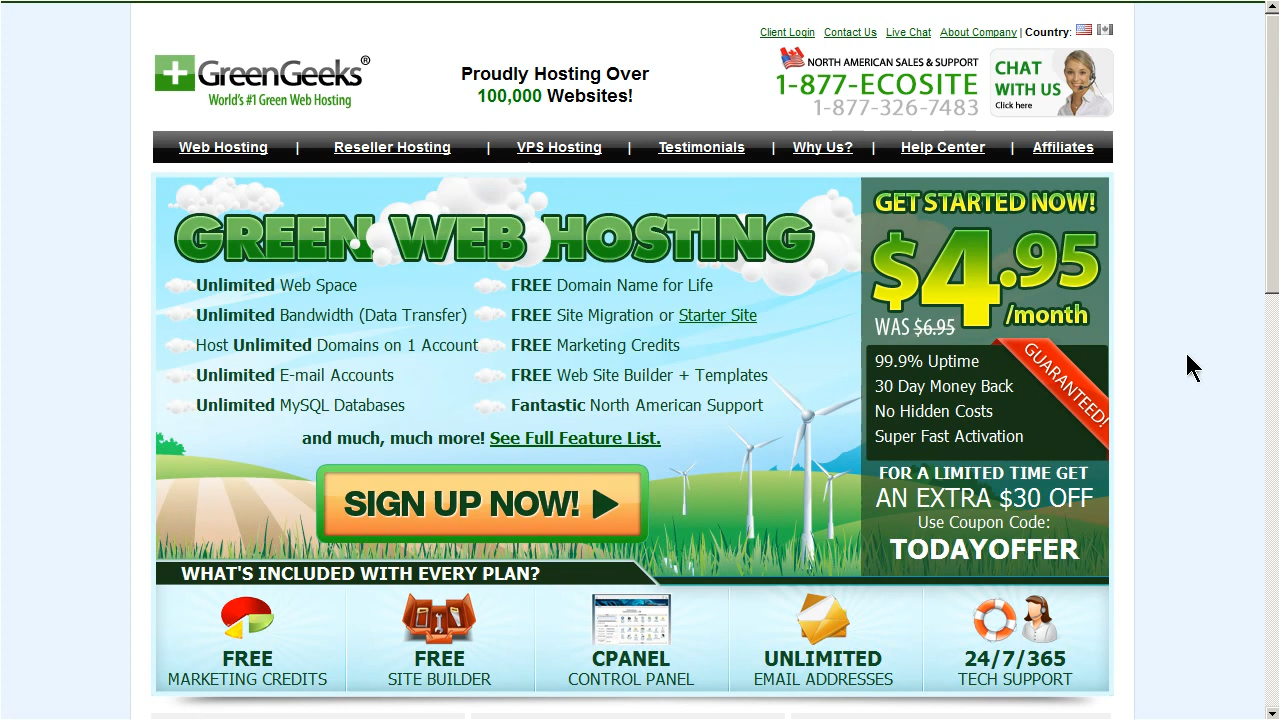 Client Login Contact Us Live Chat About Company | Country:
GreenGeeks®
World's #1 Green Web Hosting
Proudly Hosting Over
100,000 Websites!
NORTH AMERICAN SALES & SUPPORT
1-877-ECOSITE
1-877-326-7483
CHAT
WITH US
Click here
Web Hosting | Reseller Hosting | VPS Hosting | Testimonials | Why Us? | Help Center | Affiliates
GREEN WEB HOSTING
Unlimited Web Space
Unlimited Bandwidth (Data Transfer)
Host Unlimited Domains on 1 Account
Unlimited E-mail Accounts
Unlimited MySQL Databases
FREE Domain Name for Life
FREE Site Migration or Starter Site
FREE Marketing Credits
FREE Web Site Builder + Templates
Fantastic North American Support
and much, much more! See Full Feature List.
SIGN UP NOW!
GET STARTED NOW!
$4.95
/month
WAS $6.95
99.9% Uptime
30 Day Money Back
No Hidden Costs
Super Fast Activation
GUARANTEED!
FOR A LIMITED TIME GET
AN EXTRA $30 OFF
Use Coupon Code:
TODAYOFFER
WHAT'S INCLUDED WITH EVERY PLAN?
FREE
MARKETING CREDITS
FREE
SITE BUILDER
CPANEL
CONTROL PANEL
UNLIMITED
EMAIL ADDRESSES
24/7/365
TECH SUPPORT